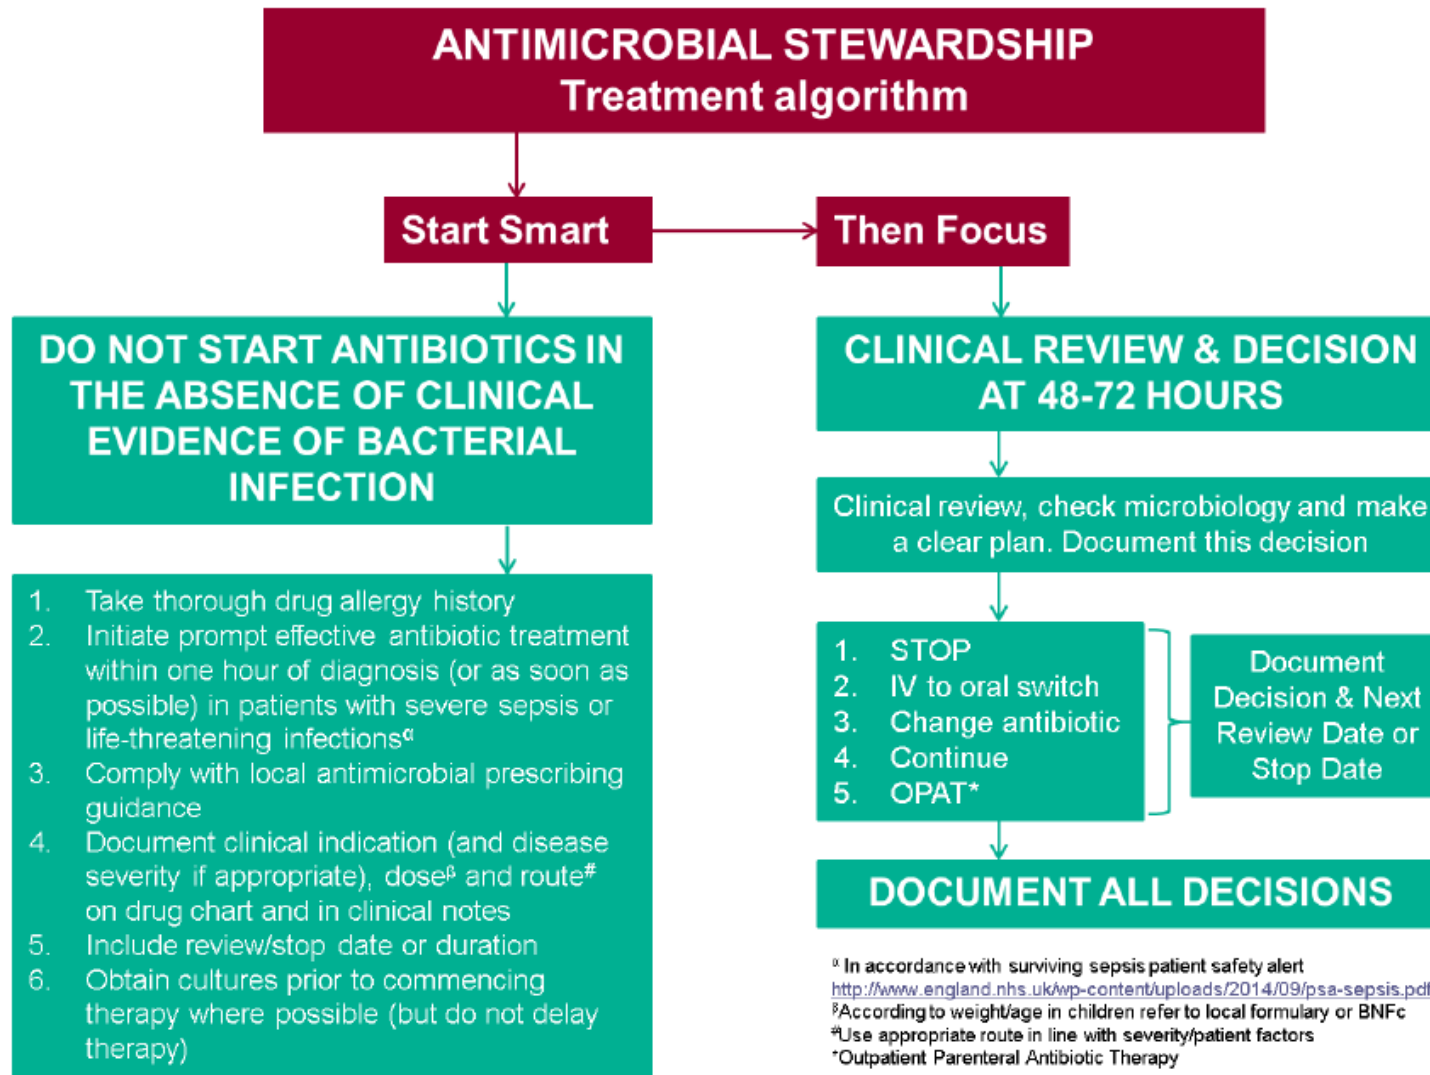 ANTIMICROBIAL STEWARDSHIP
Treatment algorithm
Start Smart
Then Focus
DO NOT START ANTIBIOTICS IN
THE ABSENCE OF CLINICAL
EVIDENCE OF BACTERIAL
INFECTION
1. Take thorough drug allergy history
2. Initiate prompt effective antibiotic treatment
within one hour of diagnosis (or as soon as
possible) in patients with severe sepsis or
life-threatening infectionsᵅ
3. Comply with local antimicrobial prescribing
guidance
4. Document clinical indication (and disease
severity if appropriate), doseᵝ and route#
on drug chart and in clinical notes
5. Include review/stop date or duration
6. Obtain cultures prior to commencing
therapy where possible (but do not delay
therapy)
CLINICAL REVIEW & DECISION
AT 48-72 HOURS
Clinical review, check microbiology and make
a clear plan. Document this decision
1. STOP
2. IV to oral switch
3. Change antibiotic
4. Continue
5. OPAT*
Document
Decision & Next
Review Date or
Stop Date
DOCUMENT ALL DECISIONS
ᵅ In accordance with surviving sepsis patient safety alert
http://www.england.nhs.uk/wp-content/uploads/2014/09/psa-sepsis.pdf
ᵝAccording to weight/age in children refer to local formulary or BNFc
#Use appropriate route in line with severity/patient factors
*Outpatient Parenteral Antibiotic Therapy